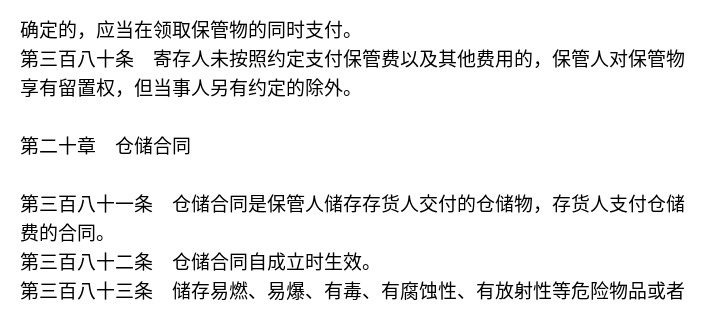 确定的，应当在领取保管物的同时支付。
第三百八十条　寄存人未按照约定支付保管费以及其他费用的，保管人对保管物
享有留置权，但当事人另有约定的除外。
第二十章　仓储合同
第三百八十一条　仓储合同是保管人储存存货人交付的仓储物，存货人支付仓储
费的合同。
第三百八十二条　仓储合同自成立时生效。
第三百八十三条　储存易燃、易爆、有毒、有腐蚀性、有放射性等危险物品或者